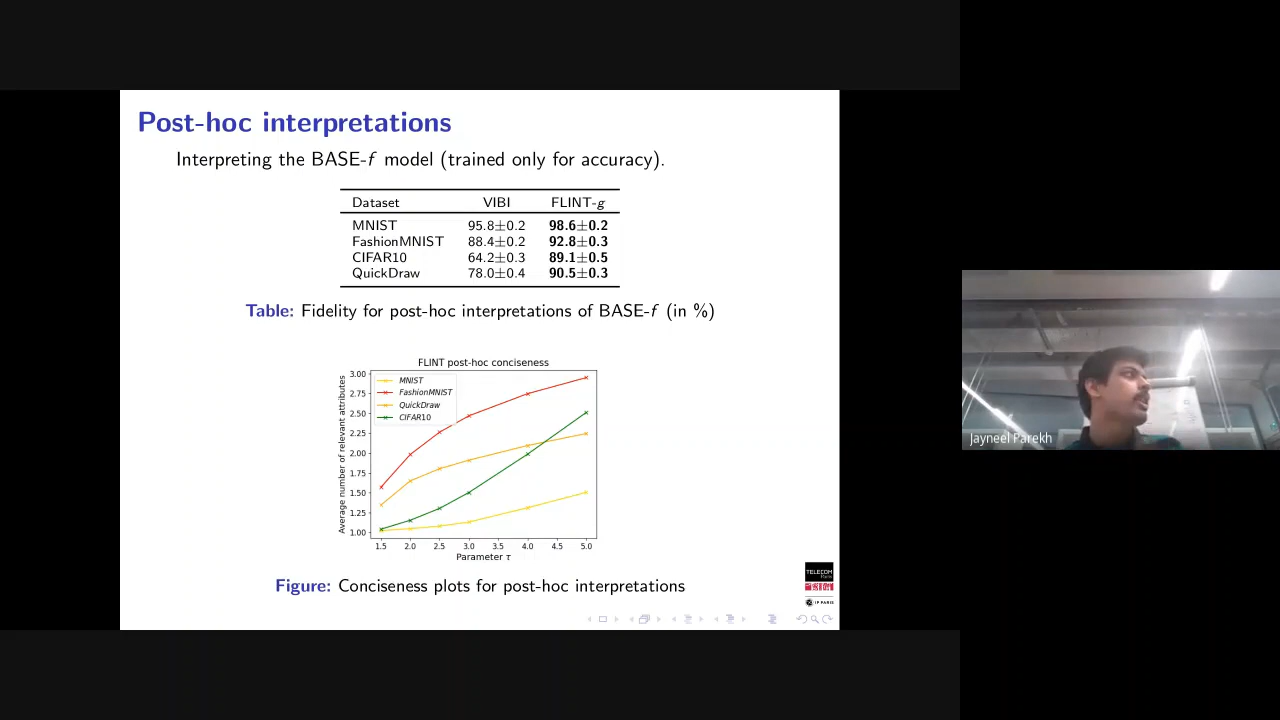 Post-hoc interpretations
Interpreting the BASE-f model (trained only for accuracy).
Dataset VIBI FLINT-g
MNIST 95.8±0.2 98.6±0.2
FashionMNIST 88.4±0.2 92.8±0.3
CIFAR10 64.2±0.3 89.1±0.5
QuickDraw 78.0±0.4 90.5±0.3
Table: Fidelity for post-hoc interpretations of BASE-f (in %)
FLINT post-hoc conciseness
Average number of relevant attributes
3.00
2.75
2.50
2.25
2.00
1.75
1.50
1.25
1.00
MNIST
FashionMNIST
QuickDraw
CIFAR10
1.5 2.0 2.5 3.0 3.5 4.0 4.5 5.0
Parameter τ
Figure: Conciseness plots for post-hoc interpretations
TELECOM
Paris
IP PARIS
Jayneel Parekh